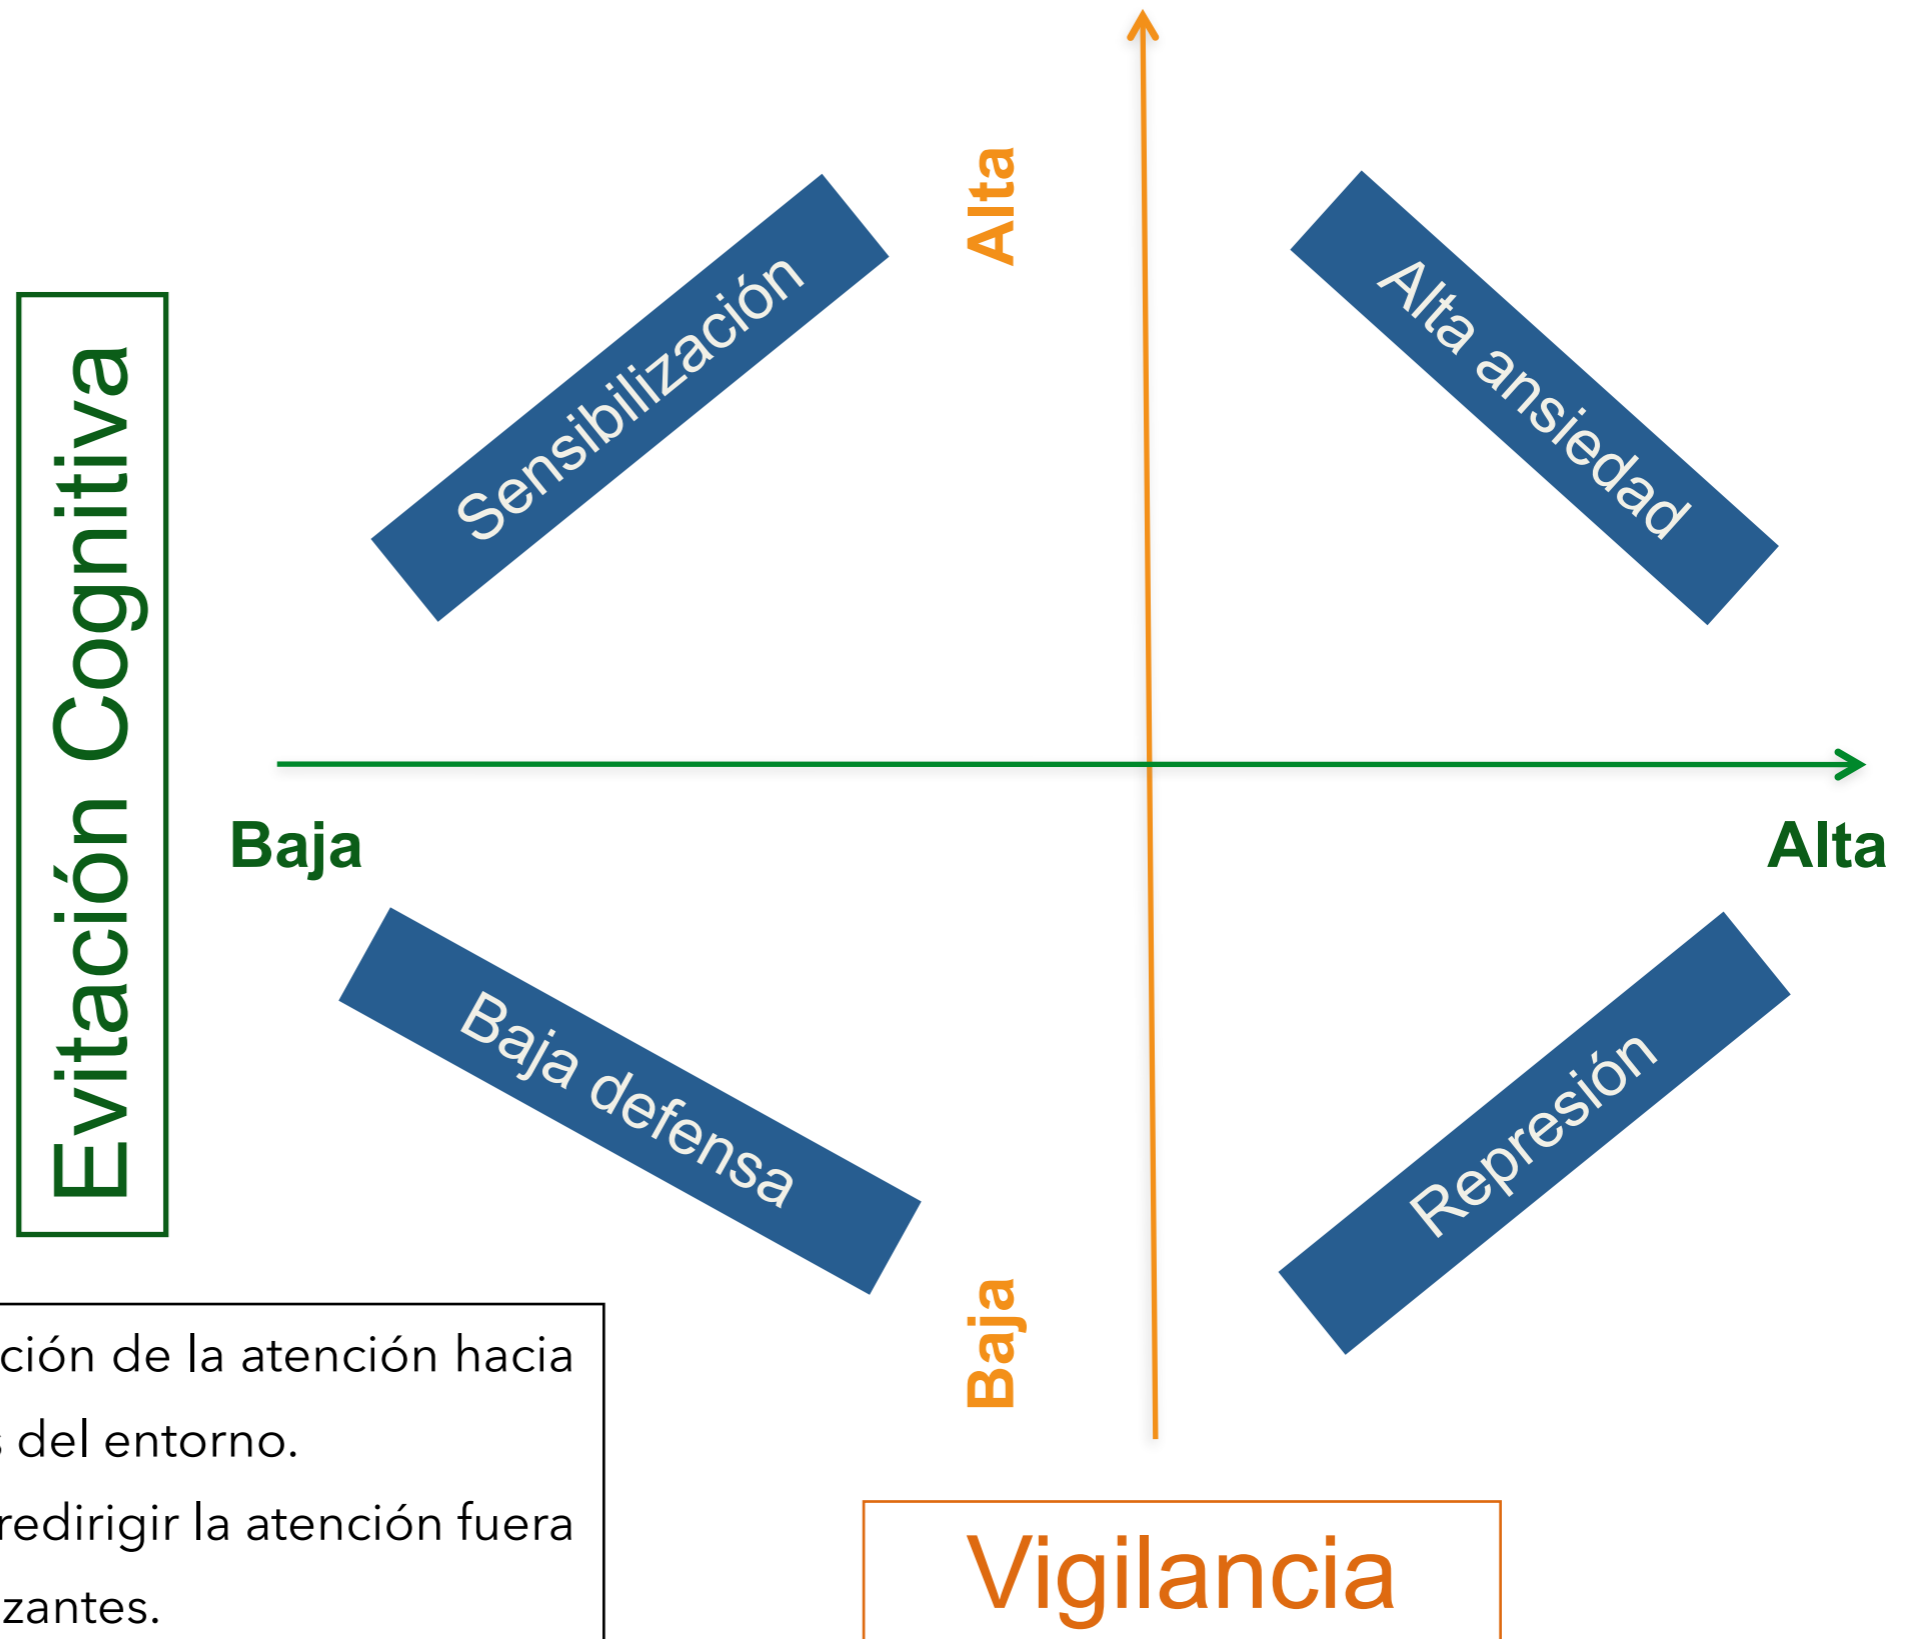 Alta
Sensibilización
Alta ansiedad
Evitación Cognitiva
Baja
Alta
Baja defensa
Represión
Baja
ción de la atención hacia
s del entorno.
redirigir la atención fuera
zantes.
Vigilancia